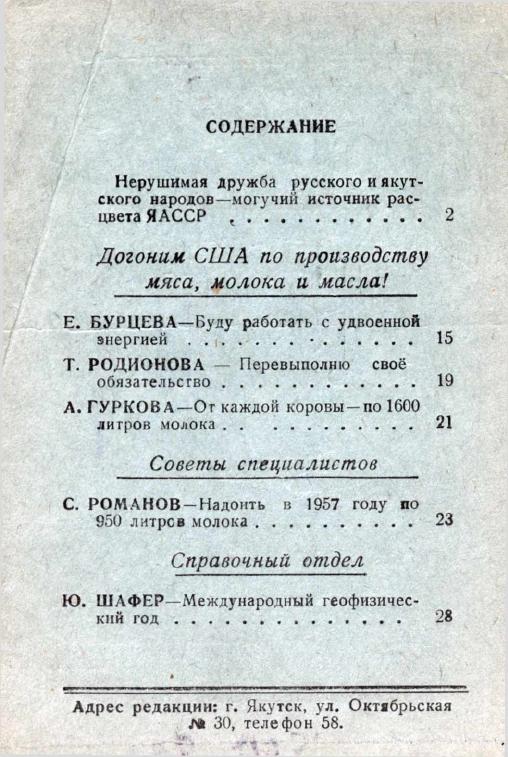 СОДЕРЖАНИЕ
Нерушимая дружба русского и якут-
ского народов—могучий источник рас-
цвета ЯАССР . . . . . . . . . . . . 2
Догоним США по производству
мяса, молока и масла!
Е. БУРЦЕВА—Буду работать с удвоенной
энергией . . . . . . . . . . . . . 15
Т. РОДИОНОВА — Перевыполню своё
обязательство . . . . . . . . . . . 19
А. ГУРКОВА—От каждой коровы—по 1600
литров молока . . . . . . . . . . . 21
Советы специалистов
С. РОМАНОВ—Надоить в 1957 году по
950 литров молока . . . . . . . . . 23
Справочный отдел
Ю. ШАФЕР—Международный геофизичес-
кий год . . . . . . . . . . . . . 28
Адрес редакции: г. Якутск, ул. Октябрьская
№ 30, телефон 58.